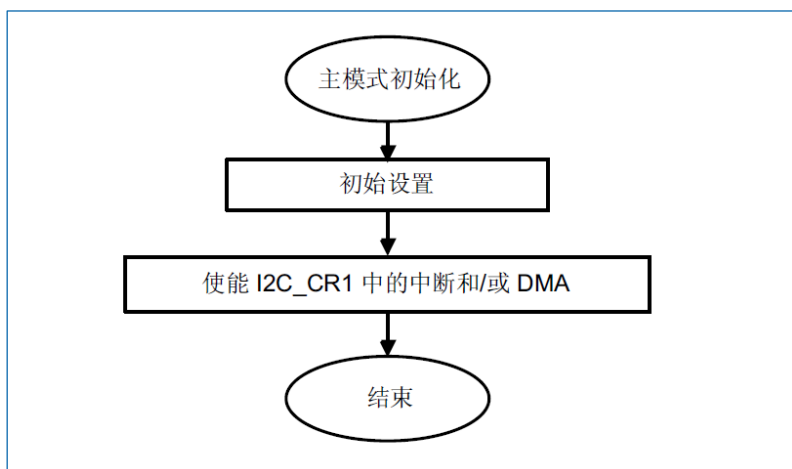 主模式初始化
初始设置
使能 I2C_CR1 中的中断和/或 DMA
结束